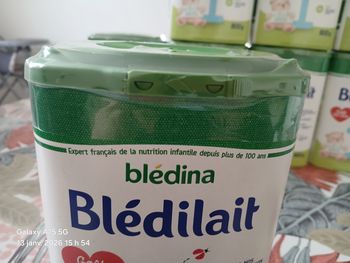 Expert français de la nutrition infantile depuis plus de 100 ans
blédina
Blédilait
Galaxy A15 5G
13 janv. 2026 15 h 54